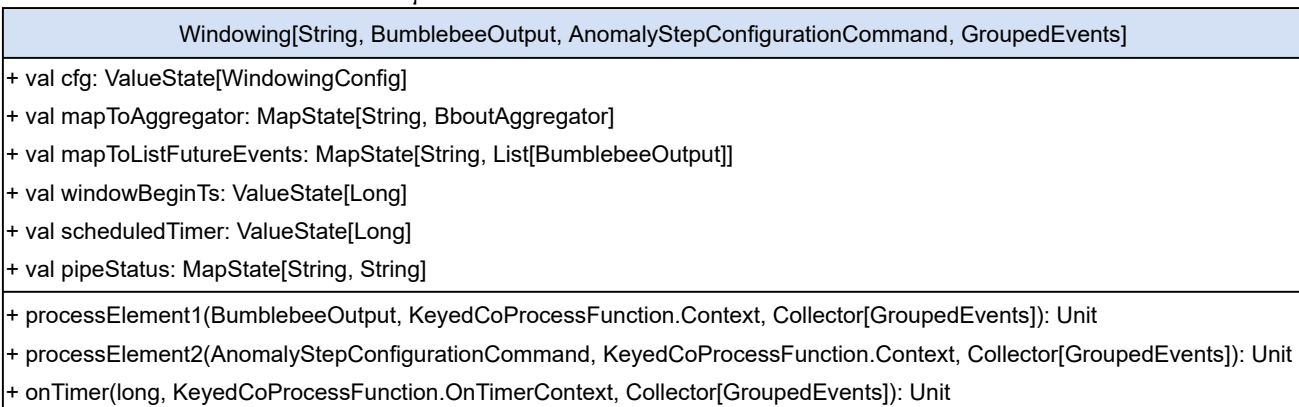 Windowing[String, BumblebeeOutput, AnomalyStepConfigurationCommand, GroupedEvents]
+ val cfg: ValueState[WindowingConfig]
+ val mapToAggregator: MapState[String, BboutAggregator]
+ val mapToListFutureEvents: MapState[String, List[BumblebeeOutput]]
+ val windowBeginTs: ValueState[Long]
+ val scheduledTimer: ValueState[Long]
+ val pipeStatus: MapState[String, String]
+ processElement1(BumblebeeOutput, KeyedCoProcessFunction.Context, Collector[GroupedEvents]): Unit
+ processElement2(AnomalyStepConfigurationCommand, KeyedCoProcessFunction.Context, Collector[GroupedEvents]): Unit
+ onTimer(long, KeyedCoProcessFunction.OnTimerContext, Collector[GroupedEvents]): Unit